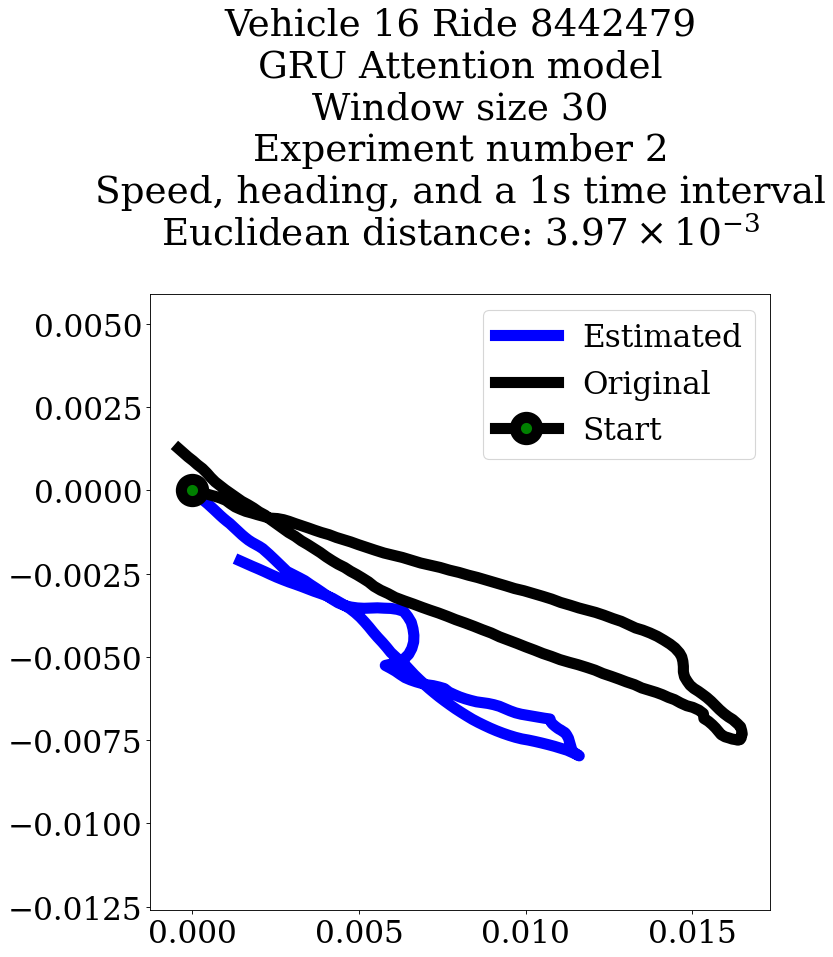 Vehicle 16 Ride 8442479
GRU Attention model
Window size 30
Experiment number 2
Speed, heading, and a 1s time interval
Euclidean distance: 3.97 × 10⁻³
Estimated
Original
Start
0.0050
0.0025
0.0000
−0.0025
−0.0050
−0.0075
−0.0100
−0.0125
0.000 0.005 0.010 0.015